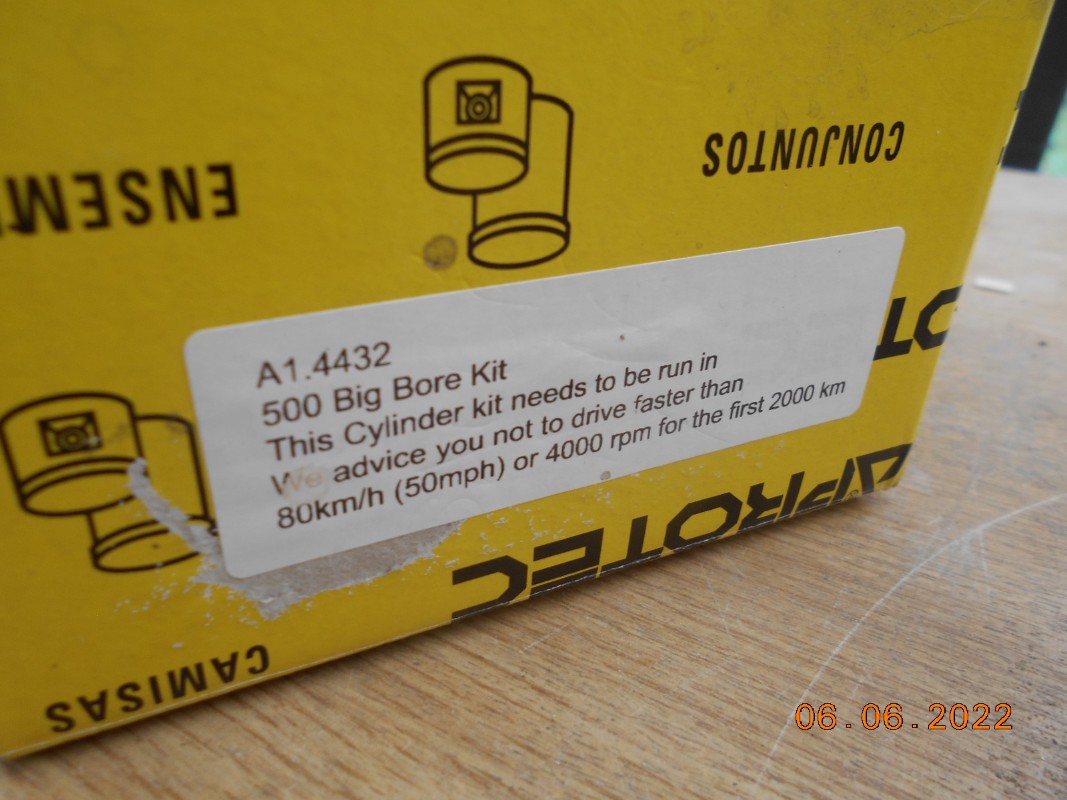 CONJUNTOS
ENSEM
A1.4432
500 Big Bore Kit
This Cylinder kit needs to be run in
We advice you not to drive faster than
80km/h (50mph) or 4000 rpm for the first 2000 km
CAMISAS
06.06.2022